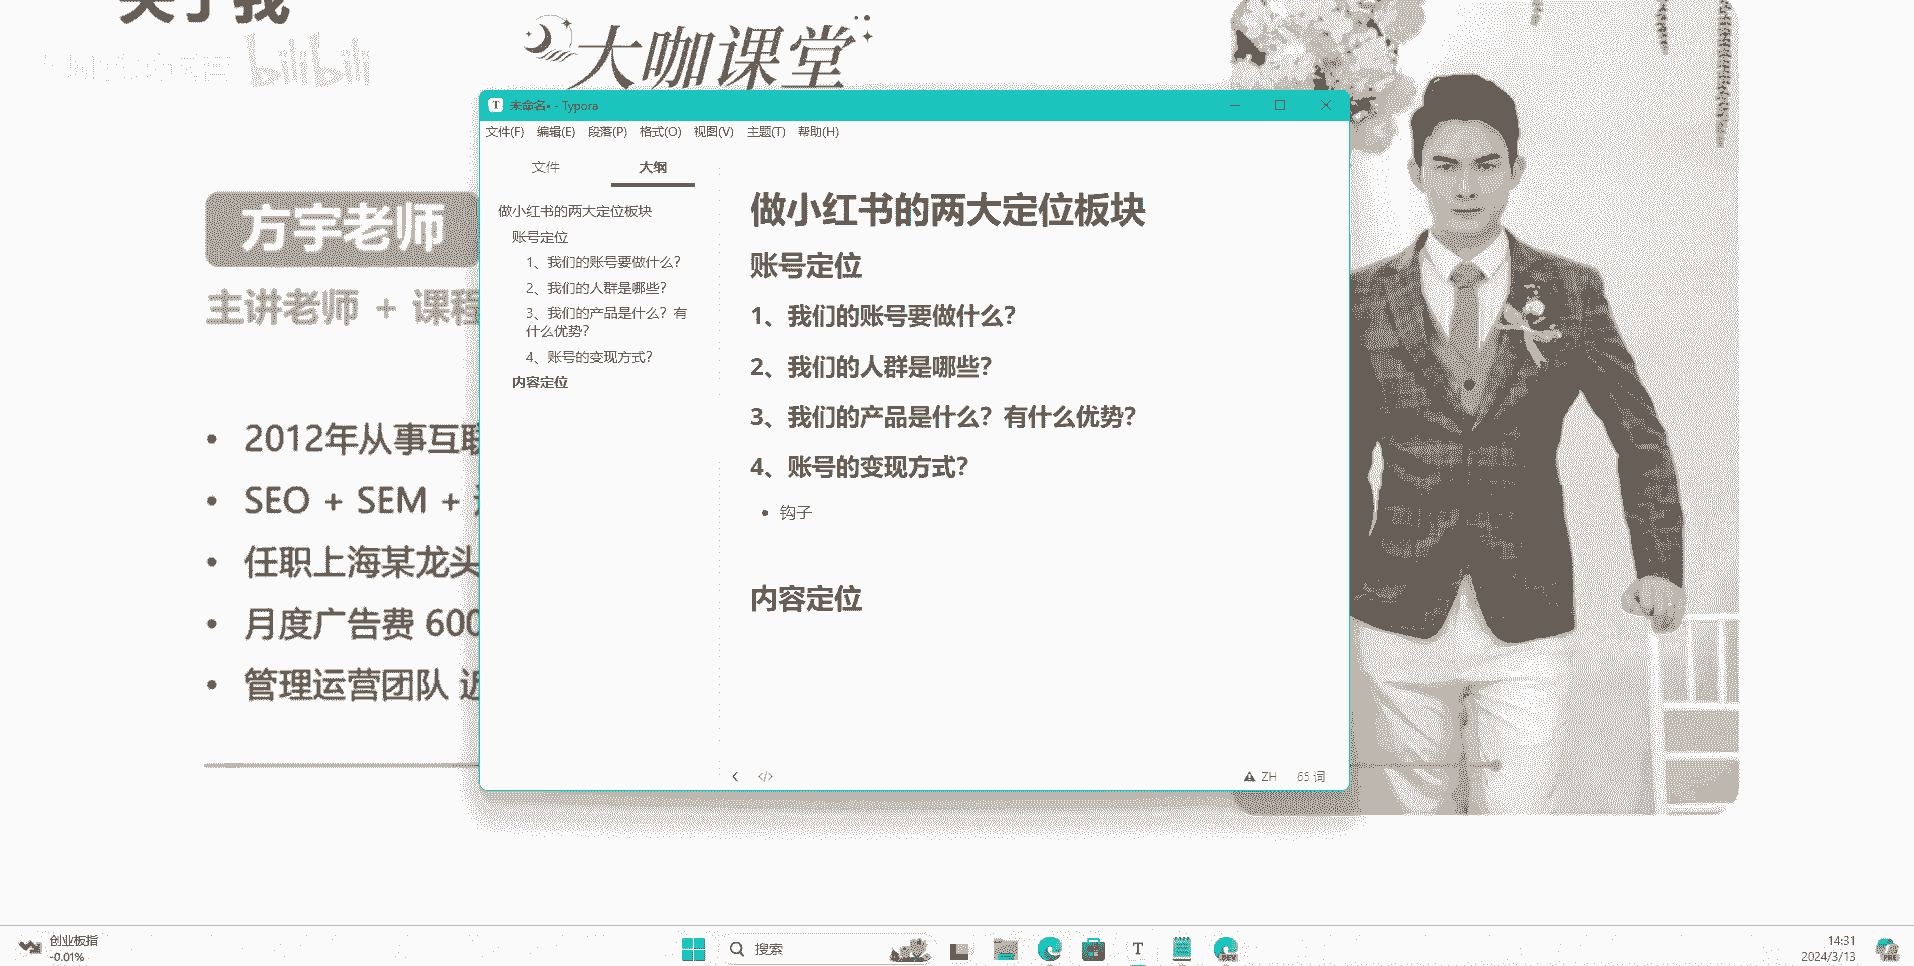 关于我
bilibili
大咖课堂
未命名• - Typora
文件(F) 编辑(E) 段落(P) 格式(O) 视图(V) 主题(T) 帮助(H)
文件 大纲
做小红书的两大定位板块
账号定位
1、我们的账号要做什么？
2、我们的人群是哪些？
3、我们的产品是什么？有
什么优势？
4、账号的变现方式？
内容定位
做小红书的两大定位板块
账号定位
1、我们的账号要做什么？
2、我们的人群是哪些？
3、我们的产品是什么？有什么优势？
4、账号的变现方式？
• 钩子
内容定位
ZH 65 词
方宇老师
主讲老师 + 课程
• 2012年从事互联
• SEO + SEM +
• 任职上海某龙头
• 月度广告费 600
• 管理运营团队 近
创业板指
-0.01%
搜索
DEV
14:31
2024/3/13
PRE